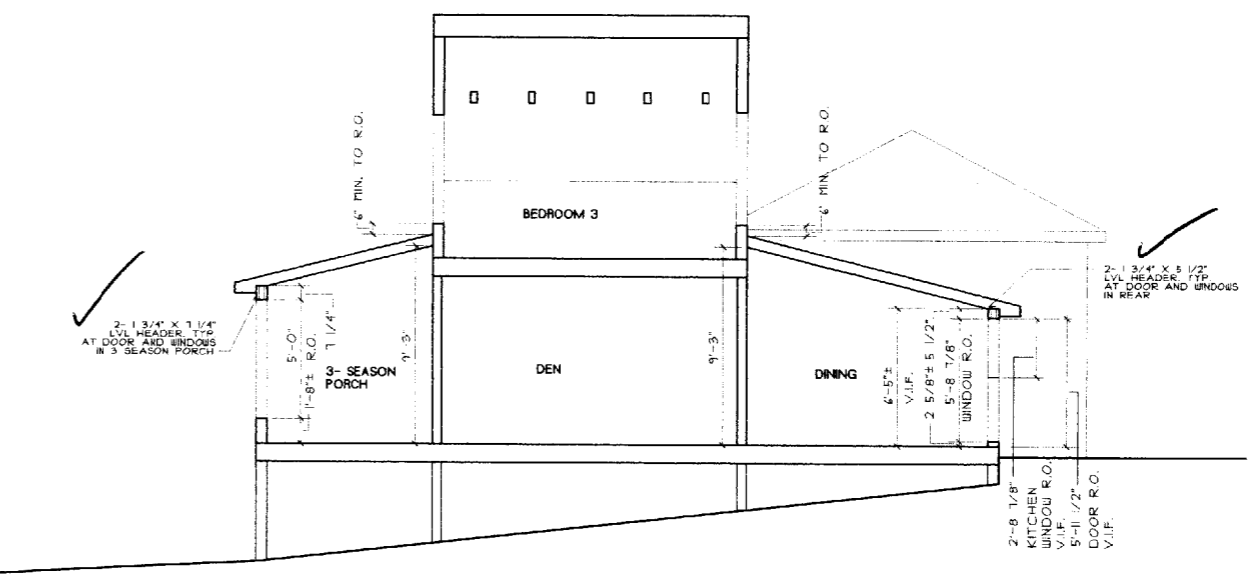 6" MIN. TO R.O.
6" MIN. TO R.O.
BEDROOM 3
2- 1 3/4" X 7 1/4"
LVL HEADER, TYP.
AT DOOR AND WINDOWS
IN 3 SEASON PORCH
2- 1 3/4" X 5 1/2"
LVL HEADER, TYP.
AT DOOR AND WINDOWS
IN REAR
5'-0"
R.O.
1'-8"±
7 1/4"
9'-3"
3- SEASON
PORCH
DEN
9'-3"
DINING
6'-5"±
V.I.F.
2 5/8"± 5 1/2"
5'-8 7/8"
WINDOW R.O.
2'-8 7/8"
KITCHEN
WINDOW R.O.
V.I.F.
5'-11 1/2"
DOOR R.O.
V.I.F.